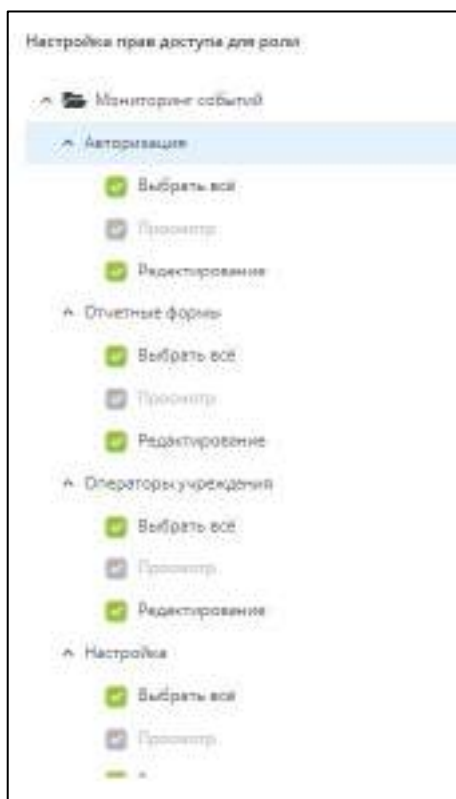 Настройка прав доступа для роли
Мониторинг событий
Авторизация
Выбрать всё
Просмотр
Редактирование
Отчетные формы
Выбрать всё
Просмотр
Редактирование
Операторы учреждения
Выбрать всё
Просмотр
Редактирование
Настройка
Выбрать всё
Просмотр